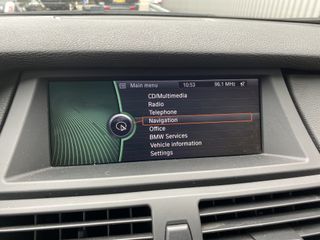 Main menu 10:53 96.1 MHz
CD/Multimedia
Radio
Telephone
Navigation
Office
BMW Services
Vehicle information
Settings